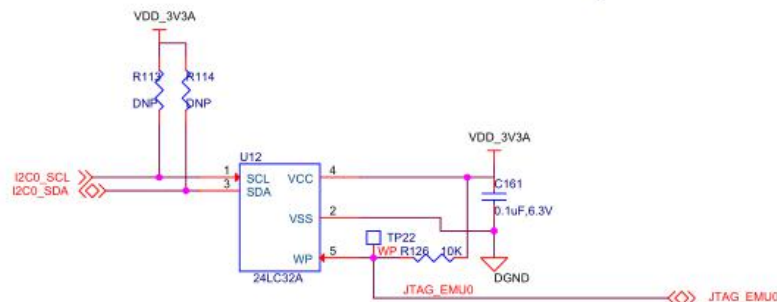 VDD_3V3A
R113 R114
DNP DNP
U12
VDD_3V3A
I2C0_SCL 1 SCL VCC 4
I2C0_SDA 3 SDA
C161
0.1uF,6.3V
VSS 2
TP22
WP 5 WP R126 10K
DGND
24LC32A
JTAG_EMU0 JTAG_EMU0